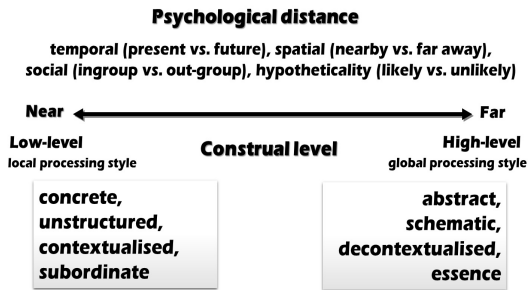 Psychological distance
temporal (present vs. future), spatial (nearby vs. far away),
social (ingroup vs. out-group), hypotheticality (likely vs. unlikely)
Near Far
Low-level Construal level High-level
local processing style global processing style
concrete,
unstructured,
contextualised,
subordinate
abstract,
schematic,
decontextualised,
essence